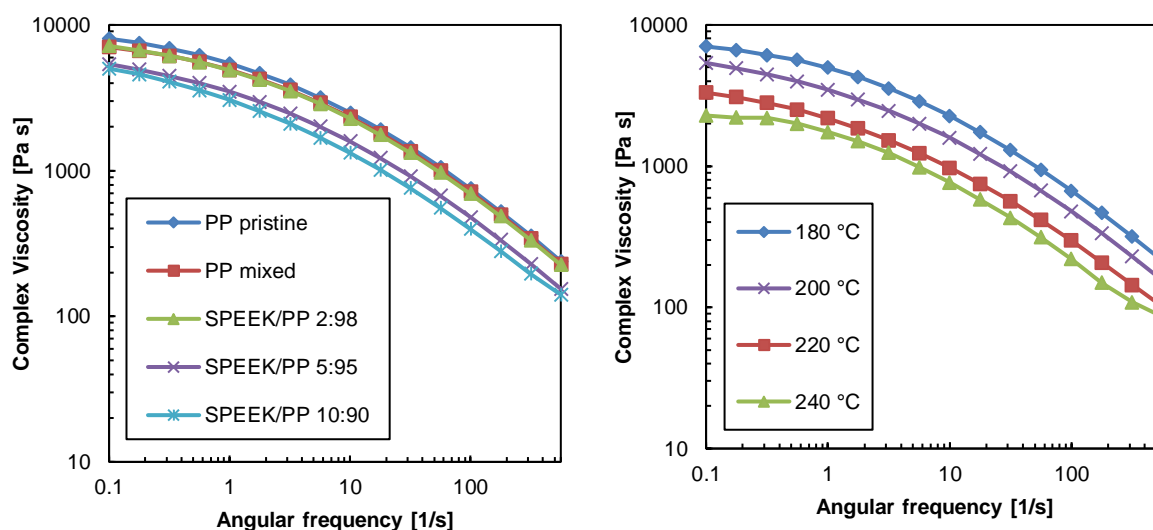 10000
1000
100
10
Complex Viscosity [Pa s]
PP pristine
PP mixed
SPEEK/PP 2:98
SPEEK/PP 5:95
SPEEK/PP 10:90
0.1 1 10 100
Angular frequency [1/s]
10000
1000
100
10
Complex Viscosity [Pa s]
180 °C
200 °C
220 °C
240 °C
0.1 1 10 100
Angular frequency [1/s]